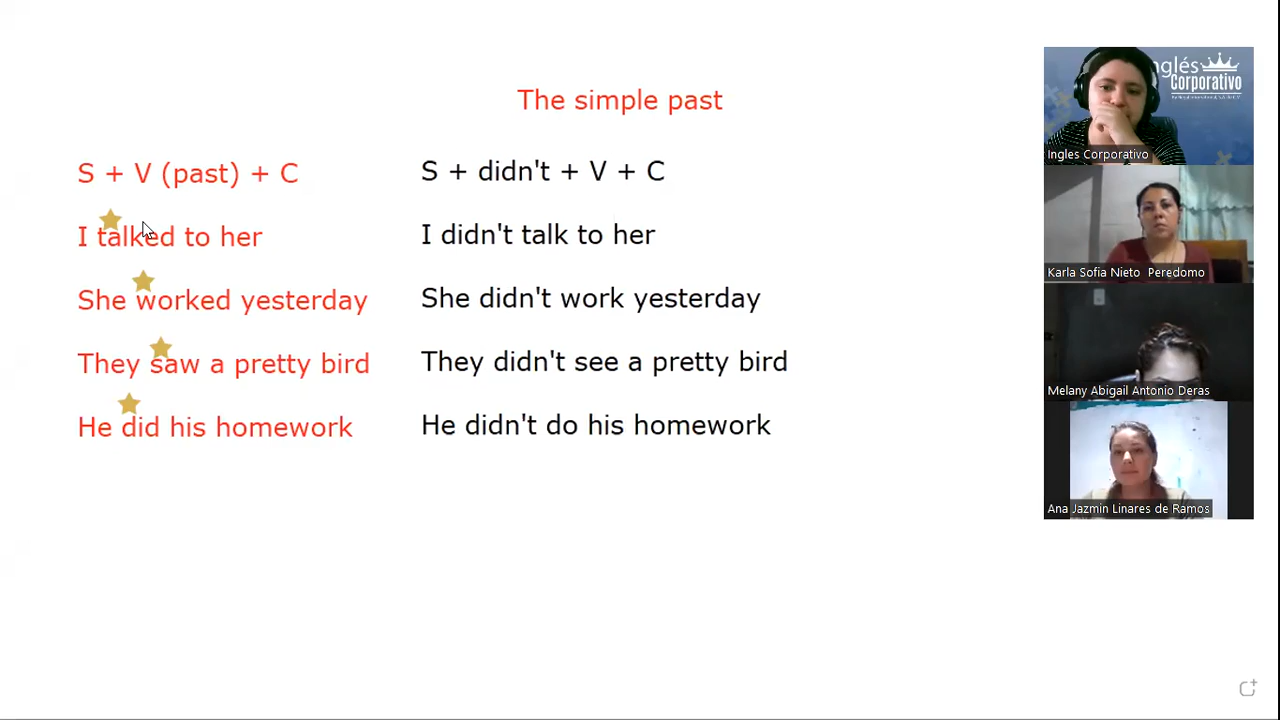 The simple past
S + V (past) + C
I talked to her
She worked yesterday
They saw a pretty bird
He did his homework
S + didn't + V + C
I didn't talk to her
She didn't work yesterday
They didn't see a pretty bird
He didn't do his homework
nglés
Corporativo
Ingles Corporativo
Karla Sofia Nieto Peredomo
Melany Abigail Antonio Deras
Ana Jazmin Linares de Ramos